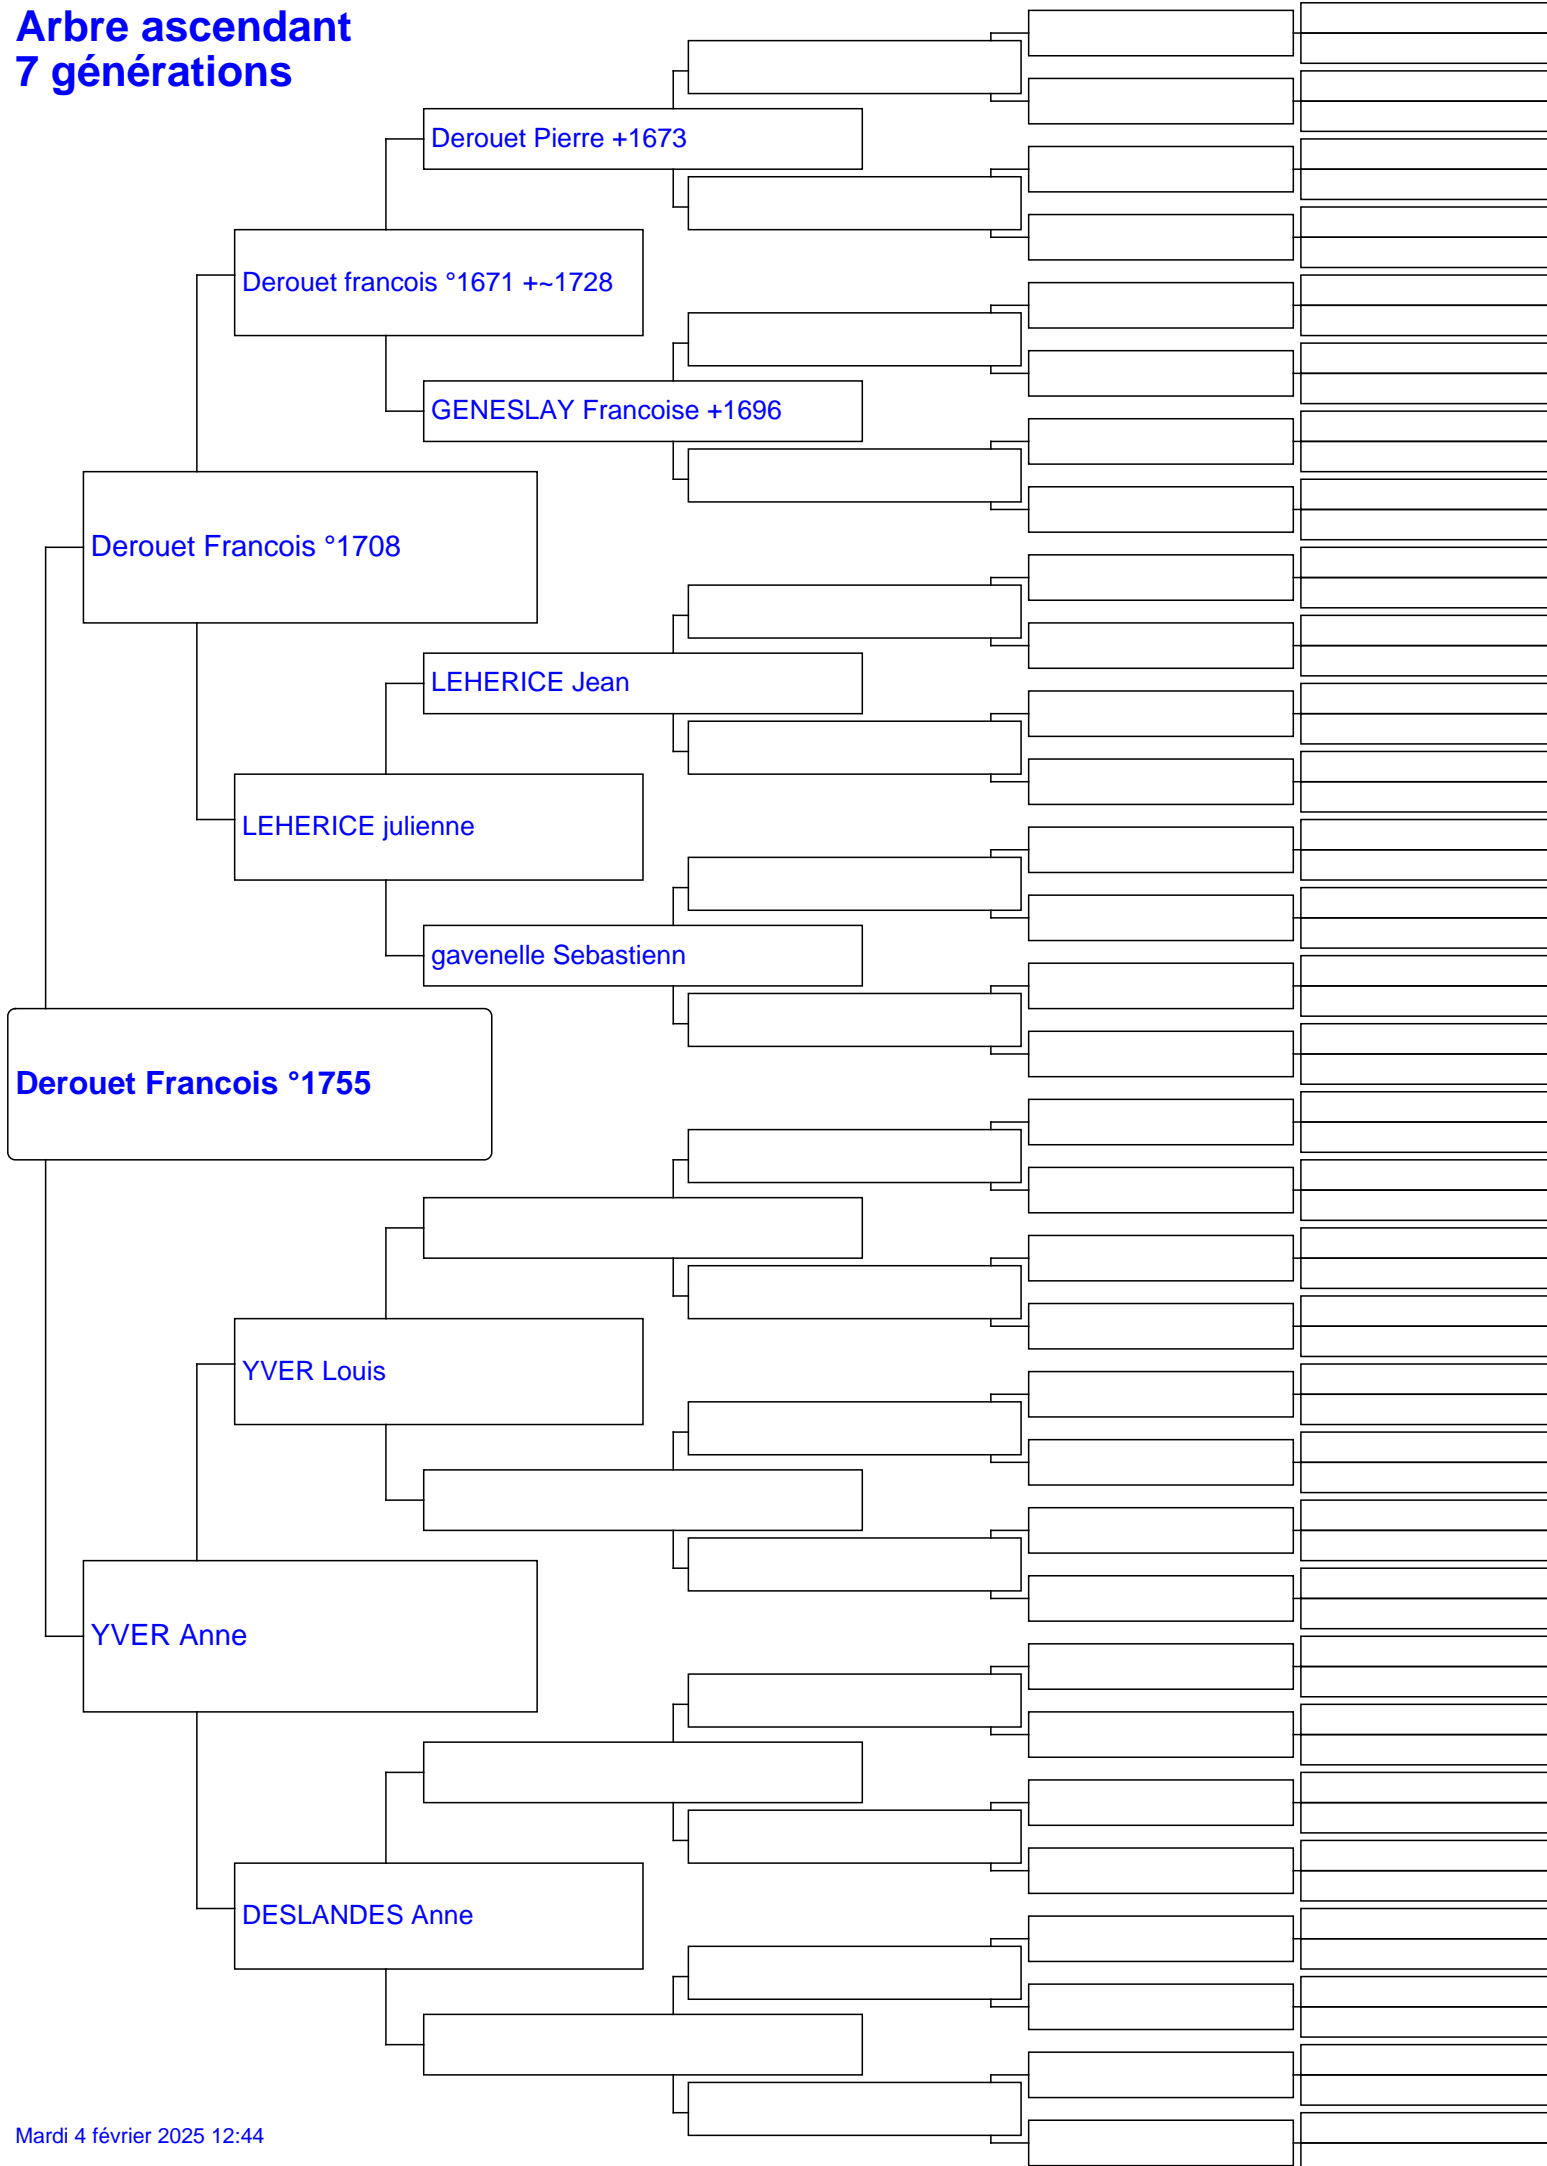 Arbre ascendant
7 générations
Derouet Pierre +1673
Derouet francois °1671 +~1728
GENESLAY Francoise +1696
Derouet Francois °1708
LEHERICE Jean
LEHERICE julienne
gavenelle Sebastienn
Derouet Francois °1755
YVER Louis
YVER Anne
DESLANDES Anne
Mardi 4 février 2025 12:44